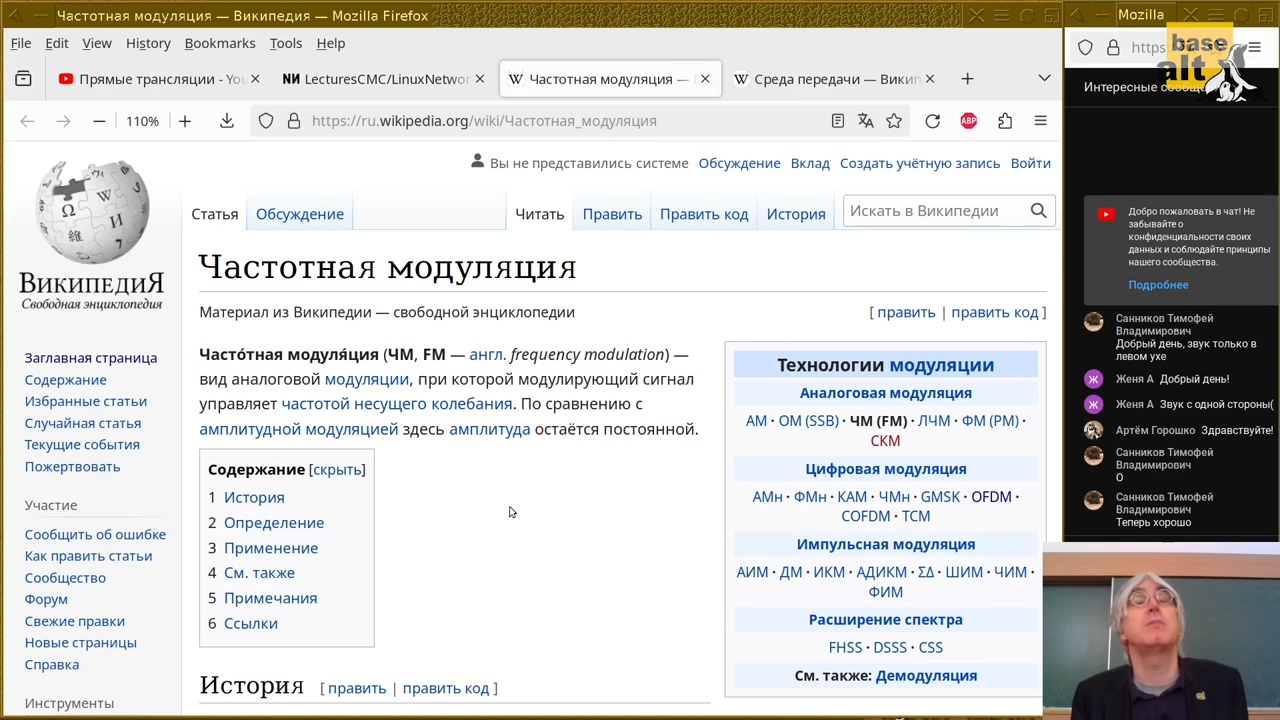 Частотная модуляция — Википедия — Mozilla Firefox
Mozilla
File Edit View History Bookmarks Tools Help
base
alt
Прямые трансляции - You
LecturesCMC/LinuxNetwor
Частотная модуляция —
Среда передачи — Викип
110%
https://ru.wikipedia.org/wiki/Частотная_модуляция
ABP
https
Интересные сообщ
Вы не представились системе Обсуждение Вклад Создать учётную запись Войти
Статья Обсуждение Читать Править Править код История
Искать в Википедии
ВикипедиЯ
Свободная энциклопедия
Заглавная страница
Содержание
Избранные статьи
Случайная статья
Текущие события
Пожертвовать
Участие
Сообщить об ошибке
Как править статьи
Сообщество
Форум
Свежие правки
Новые страницы
Справка
Инструменты
Частотная модуляция
Материал из Википедии — свободной энциклопедии
[ править | править код ]
Часто́тная модуля́ция (ЧМ, FM — англ. frequency modulation) —
вид аналоговой модуляции, при которой модулирующий сигнал
управляет частотой несущего колебания. По сравнению с
амплитудной модуляцией здесь амплитуда остаётся постоянной.
Содержание [скрыть]
1 История
2 Определение
3 Применение
4 См. также
5 Примечания
6 Ссылки
История [ править | править код ]
Технологии модуляции
Аналоговая модуляция
АМ · ОМ (SSB) · ЧМ (FM) · ЛЧМ · ФМ (PM) ·
СКМ
Цифровая модуляция
АМн · ФМн · КАМ · ЧМн · GMSK · OFDM ·
COFDM · TCM
Импульсная модуляция
АИМ · ДМ · ИКМ · АДИКМ · ΣΔ · ШИМ · ЧИМ ·
ФИМ
Расширение спектра
FHSS · DSSS · CSS
См. также: Демодуляция
Добро пожаловать в чат! Не
забывайте о
конфиденциальности своих
данных и соблюдайте принципы
нашего сообщества.
Подробнее
Санников Тимофей
Владимирович
Добрый день, звук только в
левом ухе
Ж Женя А Добрый день!
Ж Женя А Звук с одной стороны(
Артём Горошко Здравствуйте!
Санников Тимофей
Владимирович
О
Санников Тимофей
Владимирович
Теперь хорошо